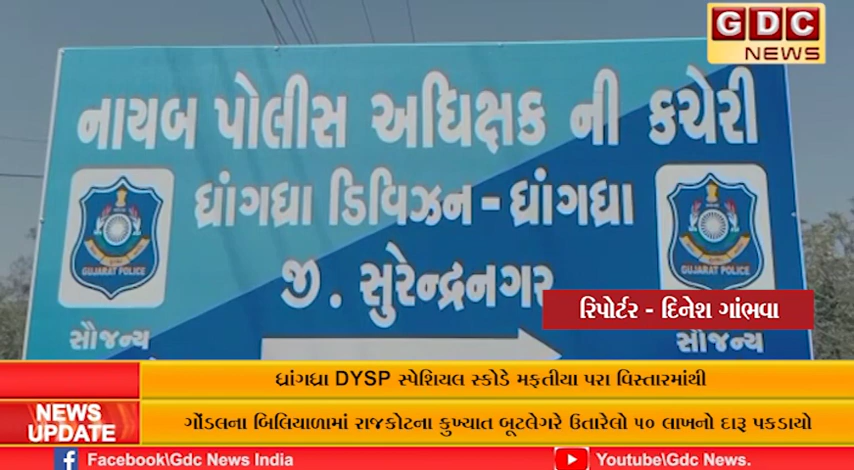 GDC
NEWS
નાયબ પોલીસ અધિક્ષક ની કચેરી
ધ્રાંગધ્રા ડિવિઝન - ધ્રાંગધ્રા
જી. સુરેન્દ્રનગર
GUJARAT POLICE
GUJARAT POLICE
સૌજન્ય
સૌજન્ય
રિપોર્ટર - દિનેશ ગાંભવા
ધ્રાંગધ્રા DYSP સ્પેશિયલ સ્કોડે મફતીયા પરા વિસ્તારમાંથી
NEWS UPDATE
ગોંડલના બિલિયાળામાં રાજકોટના કુખ્યાત બૂટલેગરે ઉતારેલો ૫૦ લાખનો દારૂ પકડાયો
Facebook\Gdc News India
Youtube\Gdc News.